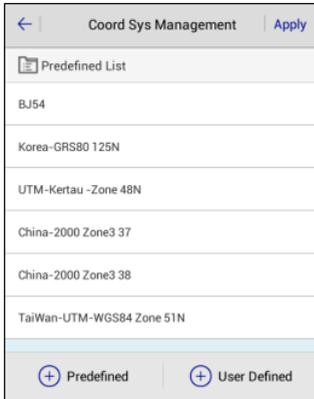 Coord Sys Management Apply
Predefined List
BJ54
Korea-GRS80 125N
UTM-Kertau -Zone 48N
China-2000 Zone3 37
China-2000 Zone3 38
TaiWan-UTM-WGS84 Zone 51N
Predefined User Defined